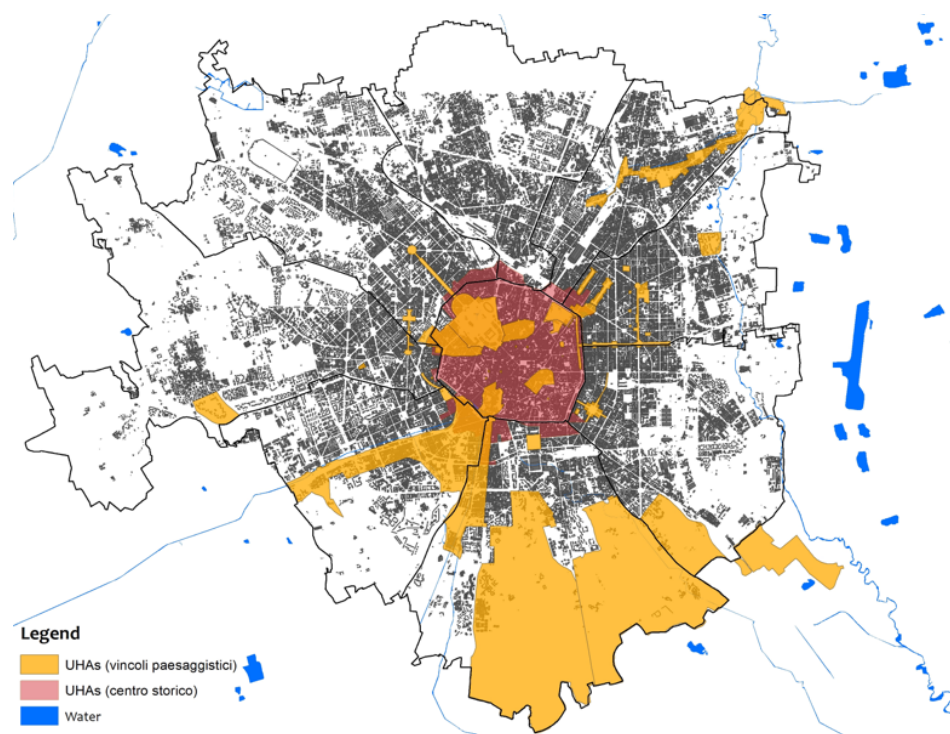 Legend
UHAs (vincoli paesaggistici)
UHAs (centro storico)
Water